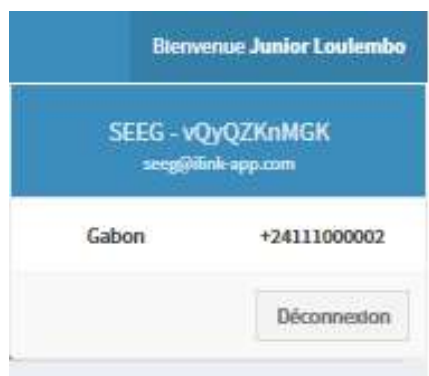 Bienvenue Junior Loulembo
SEEG - vQyQZKnMGK
seeg@ilink-app.com
Gabon +24111000002
Déconnexion